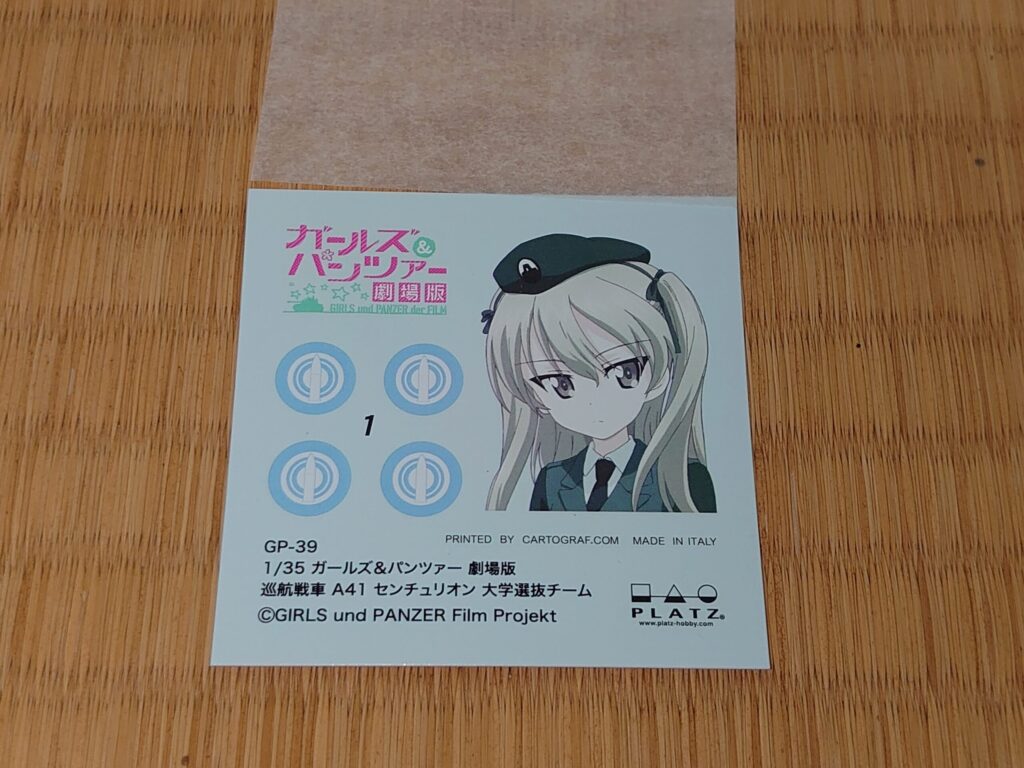 ガールズ&
パンツァー
劇場版
GIRLS und PANZER der FILM
1
PRINTED BY CARTOGRAF.COM MADE IN ITALY
GP-39
1/35 ガールズ&パンツァー 劇場版
巡航戦車 A41 センチュリオン 大学選抜チーム
©GIRLS und PANZER Film Projekt
PLATZ®
www.platz-hobby.com